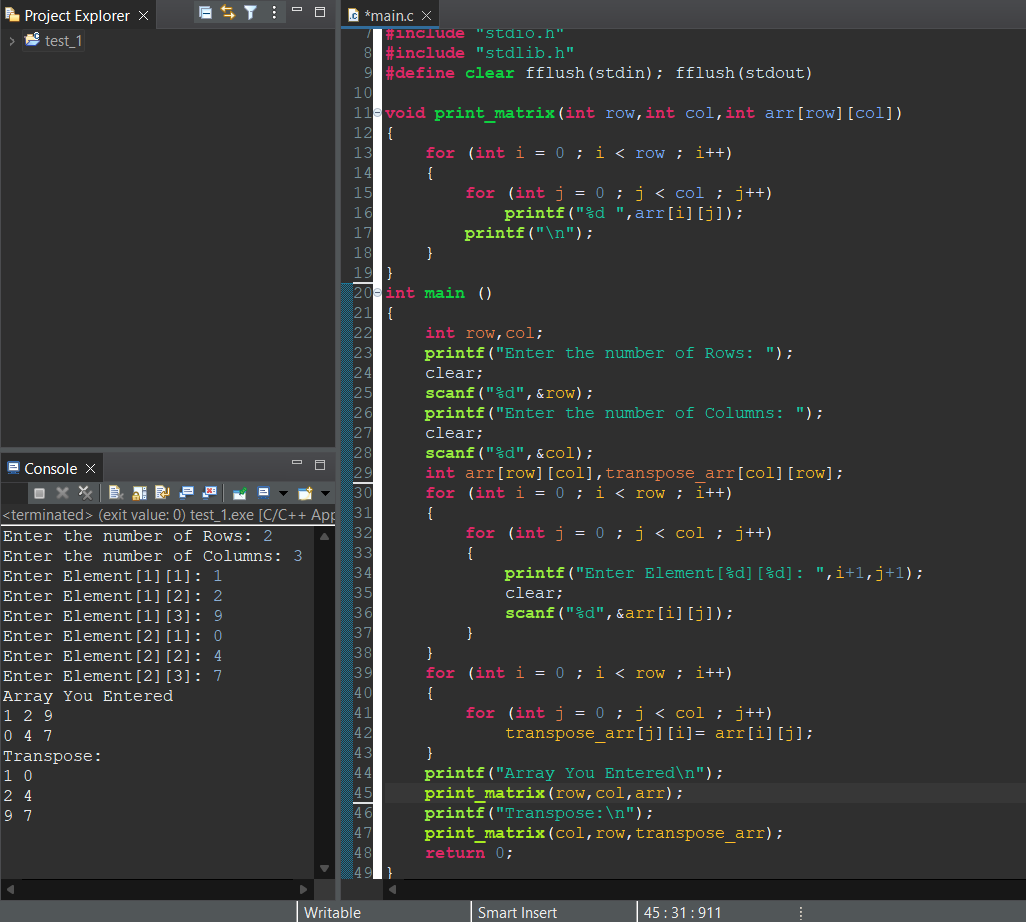 Project Explorer
test_1
Console
<terminated> (exit value: 0) test_1.exe [C/C++ App
Enter the number of Rows: 2
Enter the number of Columns: 3
Enter Element[1][1]: 1
Enter Element[1][2]: 2
Enter Element[1][3]: 9
Enter Element[2][1]: 0
Enter Element[2][2]: 4
Enter Element[2][3]: 7
Array You Entered
1 2 9
0 4 7
Transpose:
1 0
2 4
9 7
*main.c
7 #include "stdio.h"
8 #include "stdlib.h"
9 #define clear fflush(stdin); fflush(stdout)
10
11 void print_matrix(int row,int col,int arr[row][col])
12 {
13     for (int i = 0 ; i < row ; i++)
14     {
15         for (int j = 0 ; j < col ; j++)
16             printf("%d ",arr[i][j]);
17         printf("\n");
18     }
19 }
20 int main ()
21 {
22     int row,col;
23     printf("Enter the number of Rows: ");
24     clear;
25     scanf("%d",&row);
26     printf("Enter the number of Columns: ");
27     clear;
28     scanf("%d",&col);
29     int arr[row][col],transpose_arr[col][row];
30     for (int i = 0 ; i < row ; i++)
31     {
32         for (int j = 0 ; j < col ; j++)
33         {
34             printf("Enter Element[%d][%d]: ",i+1,j+1);
35             clear;
36             scanf("%d",&arr[i][j]);
37         }
38     }
39     for (int i = 0 ; i < row ; i++)
40     {
41         for (int j = 0 ; j < col ; j++)
42             transpose_arr[j][i]= arr[i][j];
43     }
44     printf("Array You Entered\n");
45     print_matrix(row,col,arr);
46     printf("Transpose:\n");
47     print_matrix(col,row,transpose_arr);
48     return 0;
49 }
Writable
Smart Insert
45 : 31 : 911